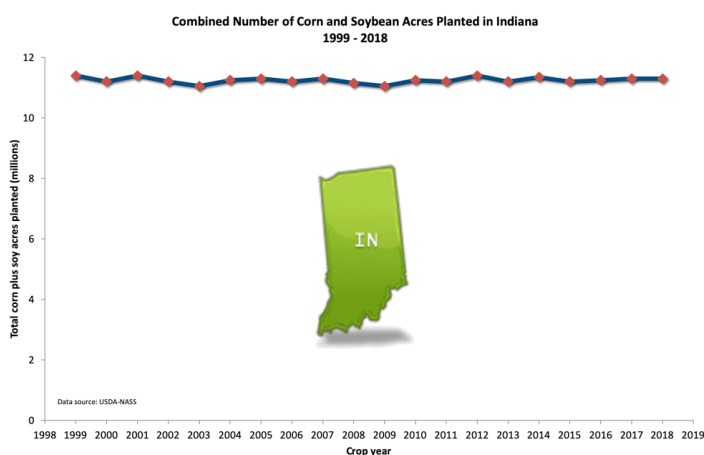 Combined Number of Corn and Soybean Acres Planted in Indiana
1999 - 2018
Total corn plus soy acres planted (millions)
12
10
8
6
4
2
0
IN
Data source: USDA-NASS
1998 1999 2000 2001 2002 2003 2004 2005 2006 2007 2008 2009 2010 2011 2012 2013 2014 2015 2016 2017 2018 2019
Crop year